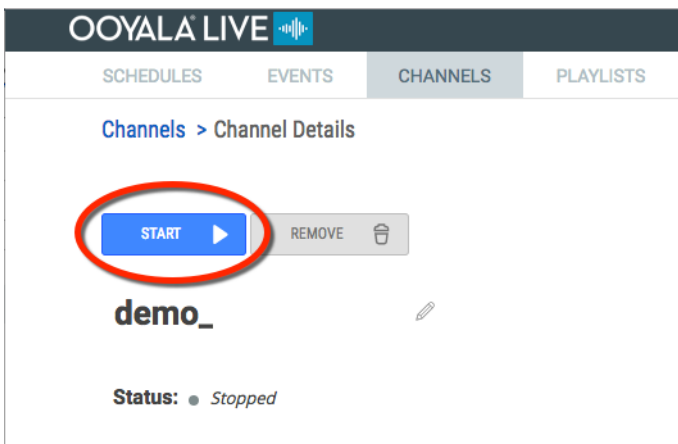 OOYALA® LIVE
SCHEDULES EVENTS CHANNELS PLAYLISTS
Channels > Channel Details
START REMOVE
demo_
Status: Stopped